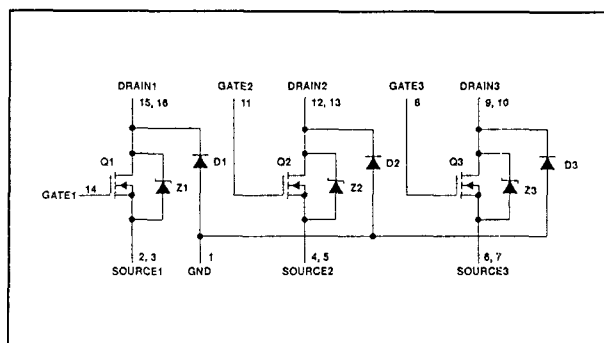 DRAIN1 GATE2 DRAIN2 GATE3 DRAIN3
15, 16 11 12, 13 8 9, 10
Q1 D1 Q2 D2 Q3 D3
GATE1 14 Z1 Z2 Z3
2, 3 1 4, 5 6, 7
SOURCE1 GND SOURCE2 SOURCE3